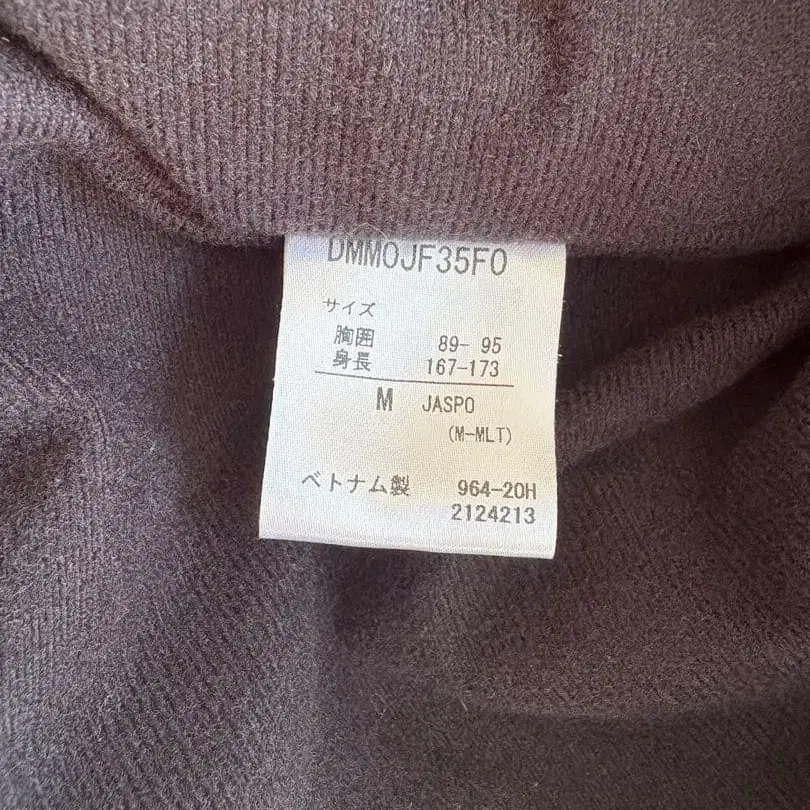 DMMOJF35F0
サイズ
胸囲 89- 95
身長 167-173
M JASPO
(M-MLT)
ベトナム製 964-20H
2124213